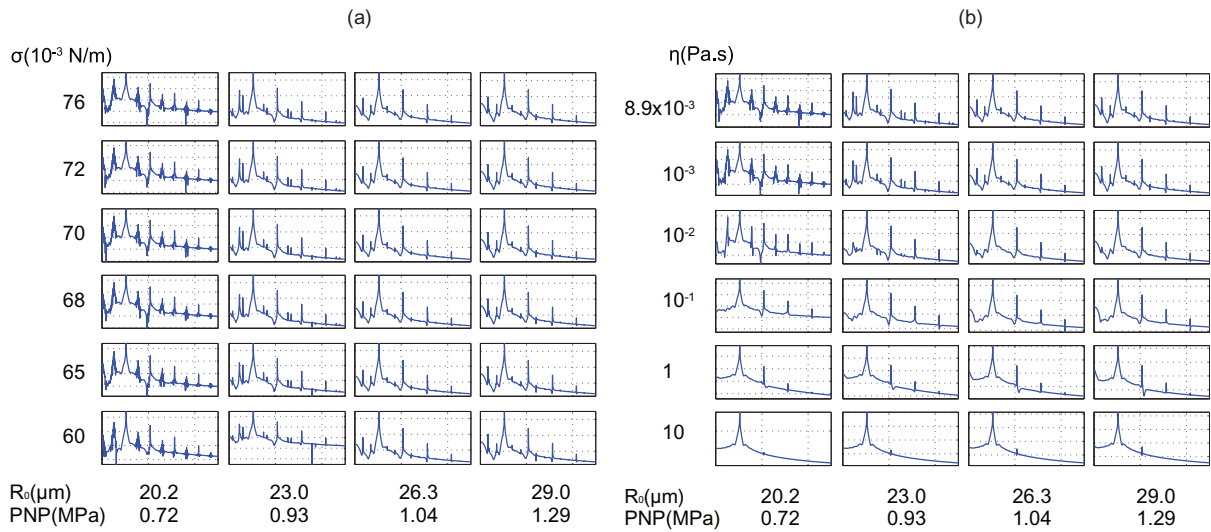 (a)
(b)
σ(10⁻³ N/m)
η(Pa.s)
76
72
70
68
65
60
8.9x10⁻³
10⁻³
10⁻²
10⁻¹
1
10
R₀(μm) 20.2 23.0 26.3 29.0
PNP(MPa) 0.72 0.93 1.04 1.29
R₀(μm) 20.2 23.0 26.3 29.0
PNP(MPa) 0.72 0.93 1.04 1.29